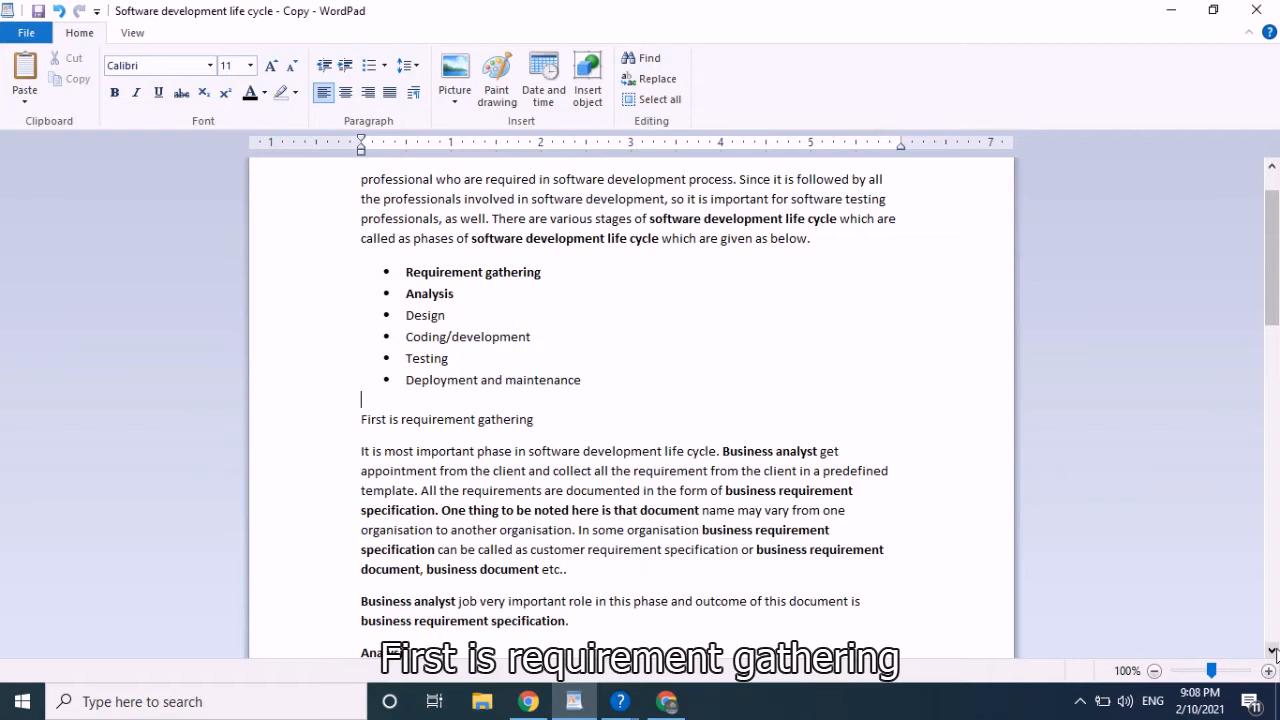 Software development life cycle - Copy - WordPad
File Home View
Paste Cut Copy
Clipboard
Calibri 11
B I U abc X₂ X² A
Font
Paragraph
Picture Paint drawing Date and time Insert object
Insert
Find
Replace
Select all
Editing
1 1 2 3 4 5 7
professional who are required in software development process. Since it is followed by all
the professionals involved in software development, so it is important for software testing
professionals, as well. There are various stages of software development life cycle which are
called as phases of software development life cycle which are given as below.
• Requirement gathering
• Analysis
• Design
• Coding/development
• Testing
• Deployment and maintenance
First is requirement gathering
It is most important phase in software development life cycle. Business analyst get
appointment from the client and collect all the requirement from the client in a predefined
template. All the requirements are documented in the form of business requirement
specification. One thing to be noted here is that document name may vary from one
organisation to another organisation. In some organisation business requirement
specification can be called as customer requirement specification or business requirement
document, business document etc..
Business analyst job very important role in this phase and outcome of this document is
business requirement specification.
First is requirement gathering
100%
Type here to search
ENG
9:08 PM
2/10/2021
11